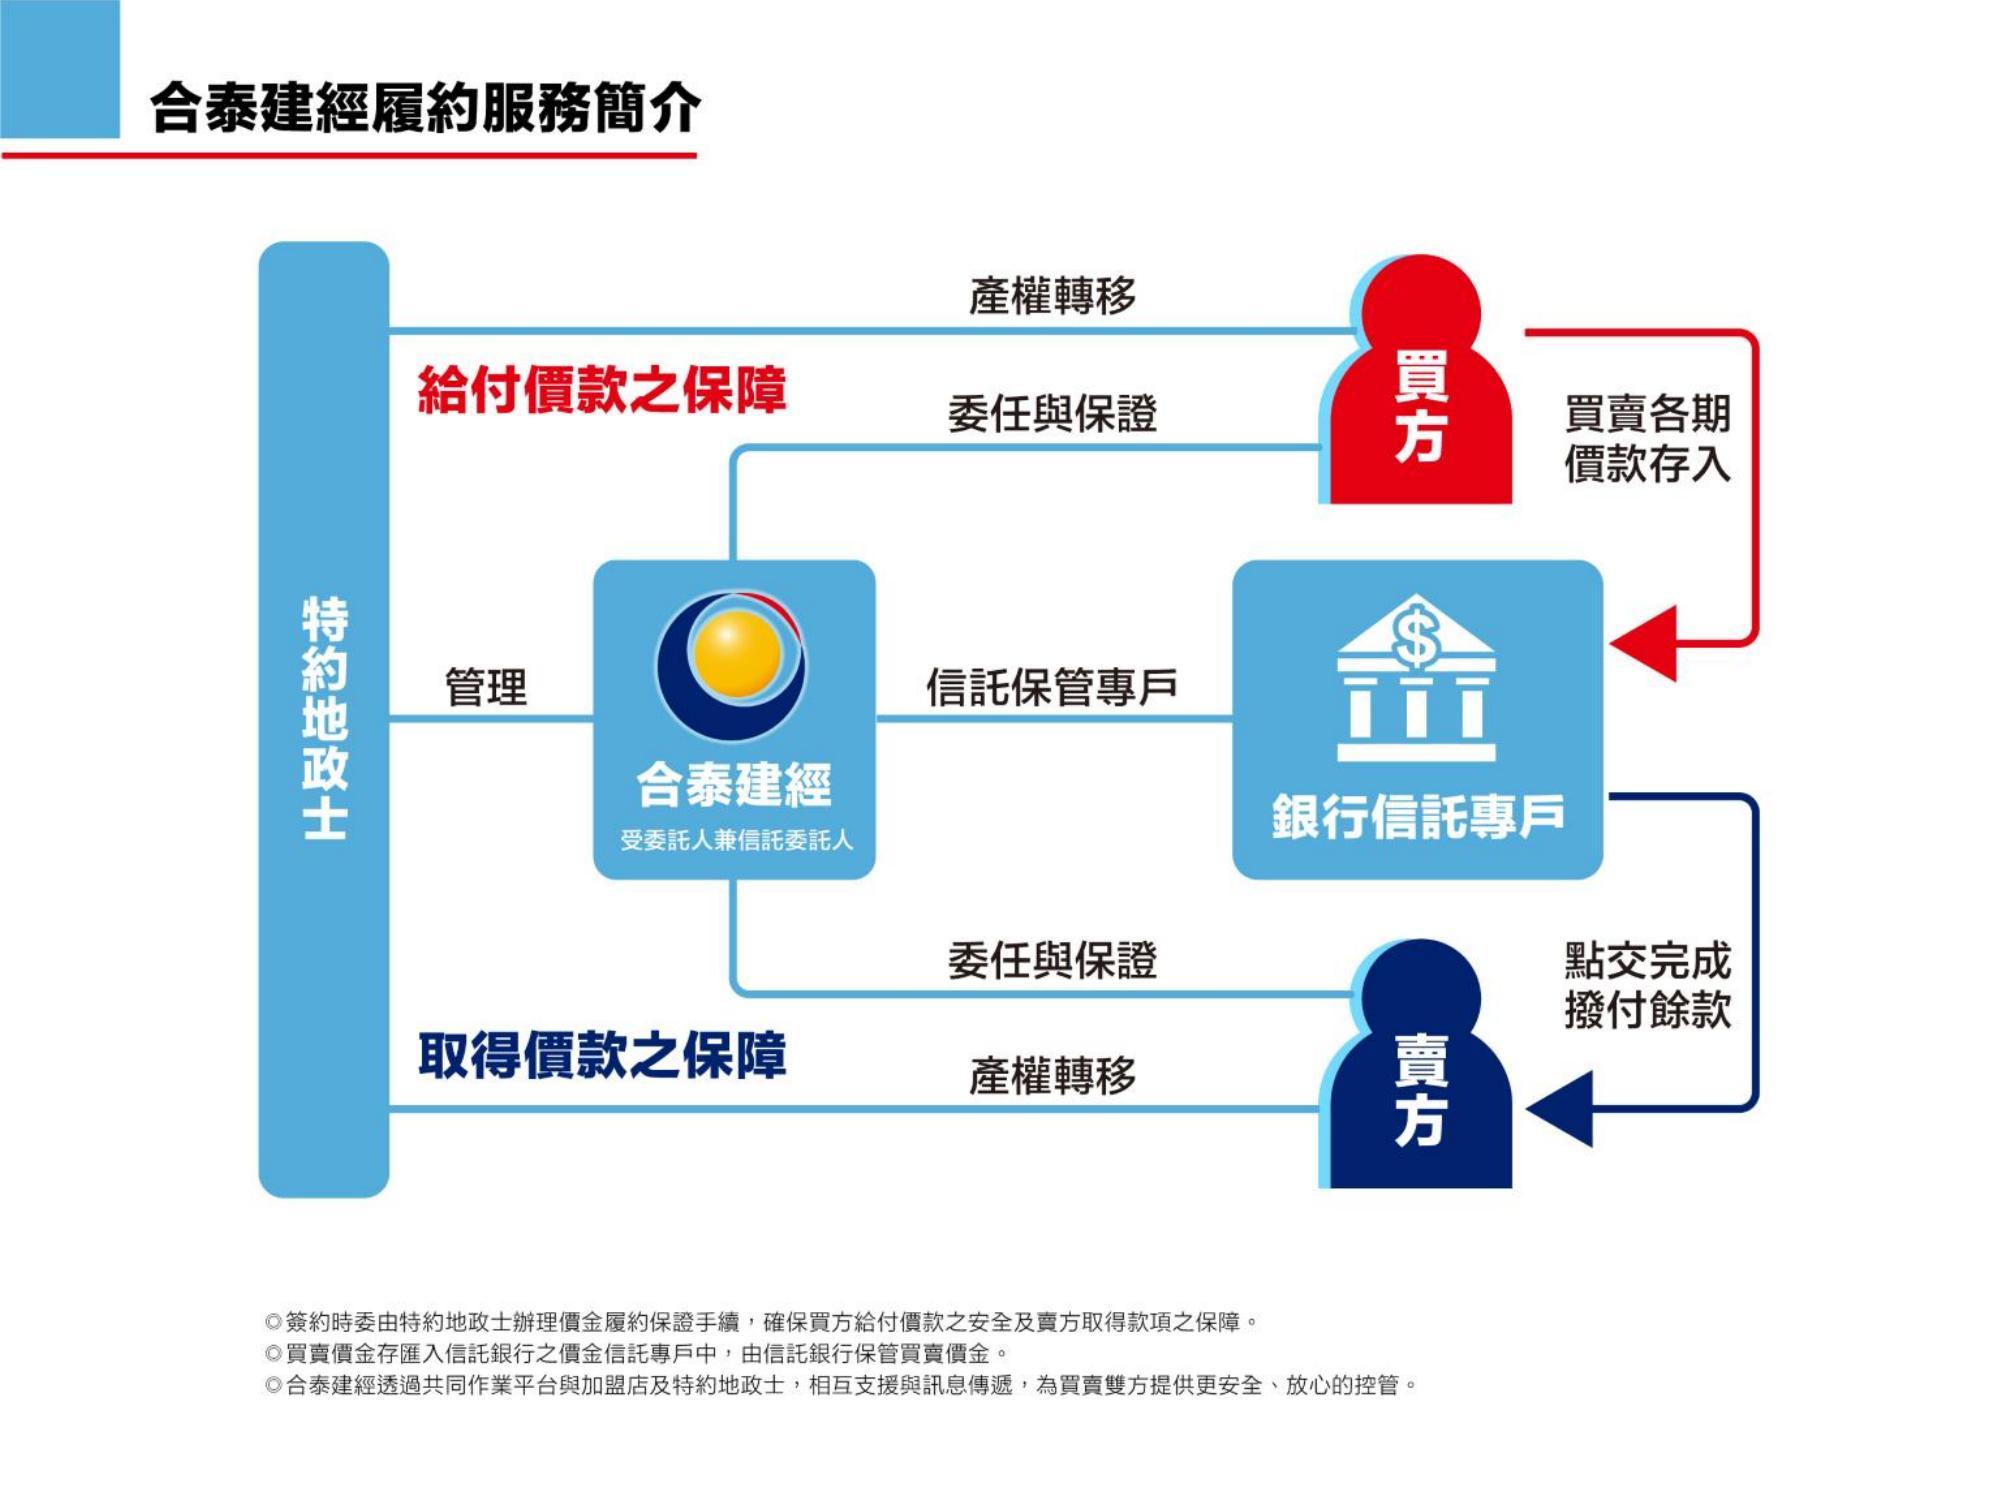 合泰建經履約服務簡介
產權轉移
給付價款之保障
委任與保證
買方
買賣各期
價款存入
特約地政士
管理
合泰建經
受委託人兼信託委託人
信託保管專戶
$
銀行信託專戶
委任與保證
點交完成
撥付餘款
取得價款之保障
產權轉移
賣方
◎簽約時委由特約地政士辦理價金履約保證手續，確保買方給付價款之安全及賣方取得款項之保障。
◎買賣價金存匯入信託銀行之價金信託專戶中，由信託銀行保管買賣價金。
◎合泰建經透過共同作業平台與加盟店及特約地政士，相互支援與訊息傳遞，為買賣雙方提供更安全、放心的控管。